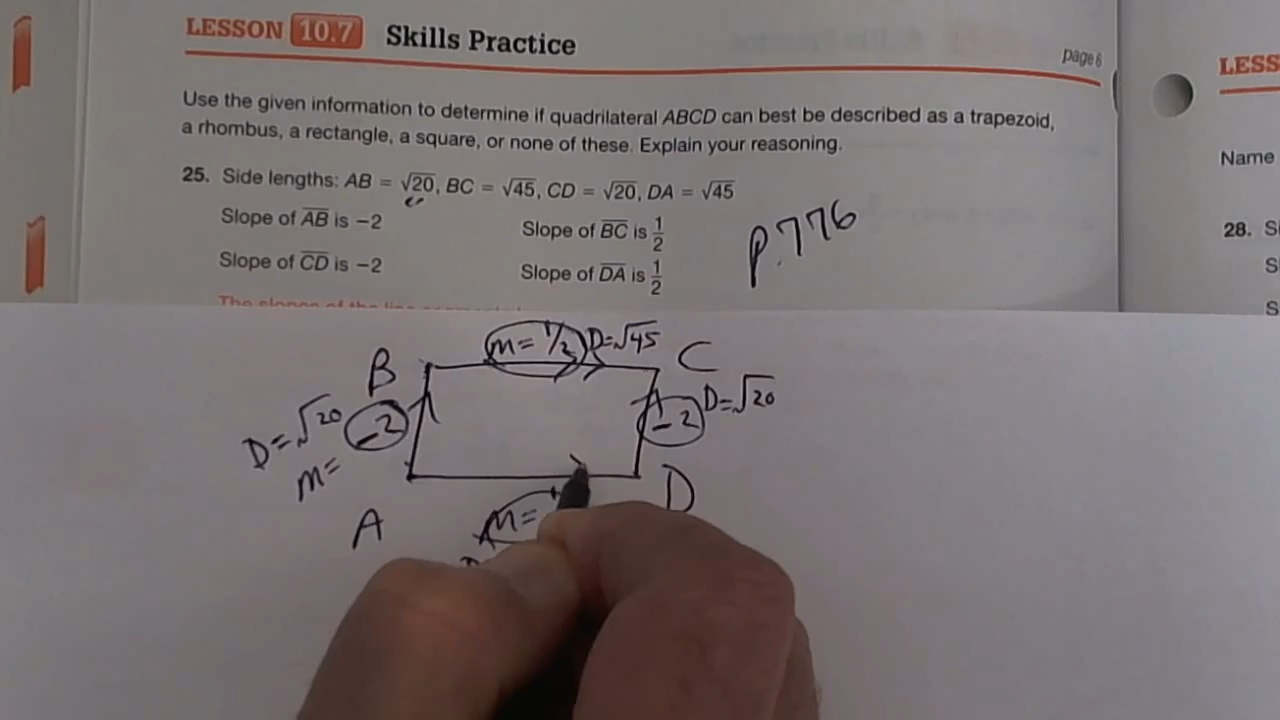 LESSON 10.7 Skills Practice
page 6
Use the given information to determine if quadrilateral ABCD can best be described as a trapezoid,
a rhombus, a rectangle, a square, or none of these. Explain your reasoning.
25. Side lengths: AB = √20, BC = √45, CD = √20, DA = √45
Slope of AB is −2
Slope of BC is 1/2
Slope of CD is −2
Slope of DA is 1/2
p.776
LESS
Name
28. S
S
S
m = 1/2 D=√45
B
C
D=√20
-2
m=
-2
D=√20
A
D
m=